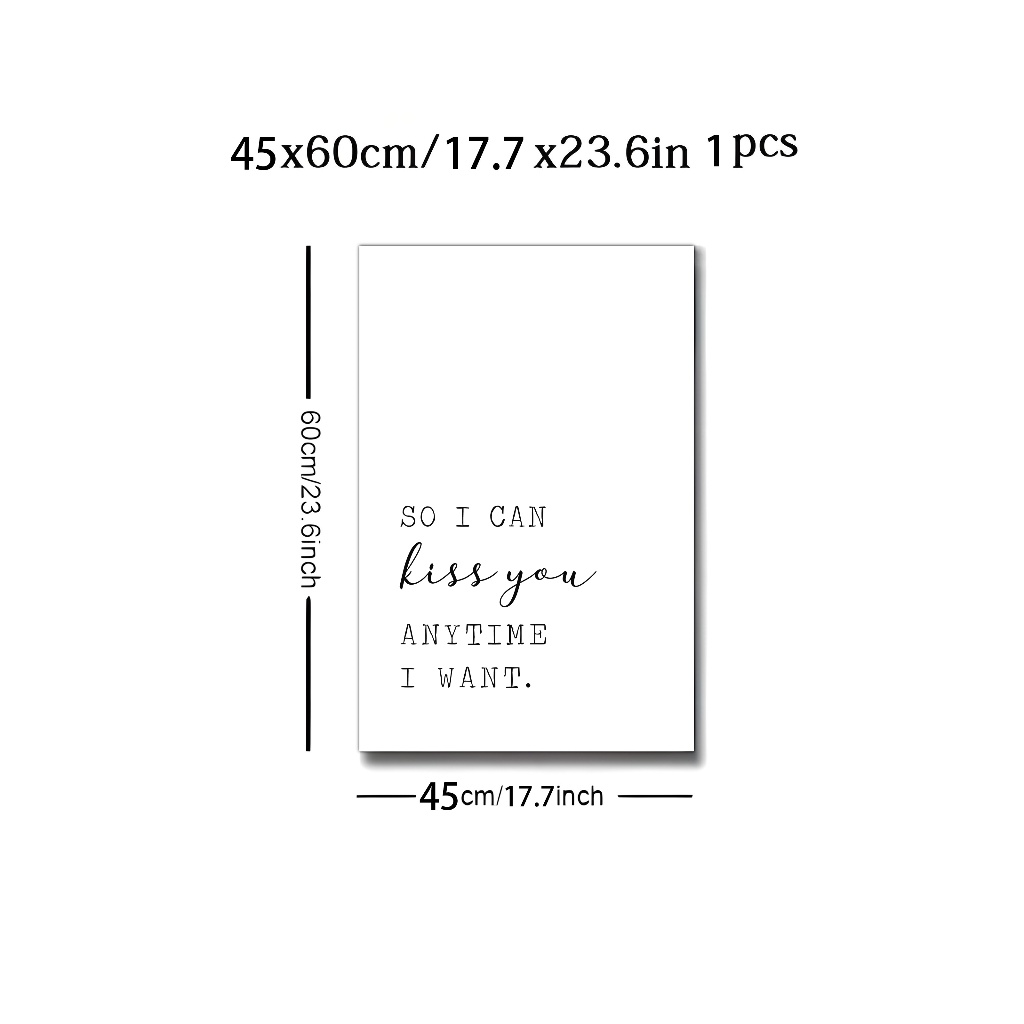 45x60cm/17.7 x23.6in 1pcs
60cm/23.6inch
SO I CAN
kiss you
ANYTIME
I WANT.
45cm/17.7inch